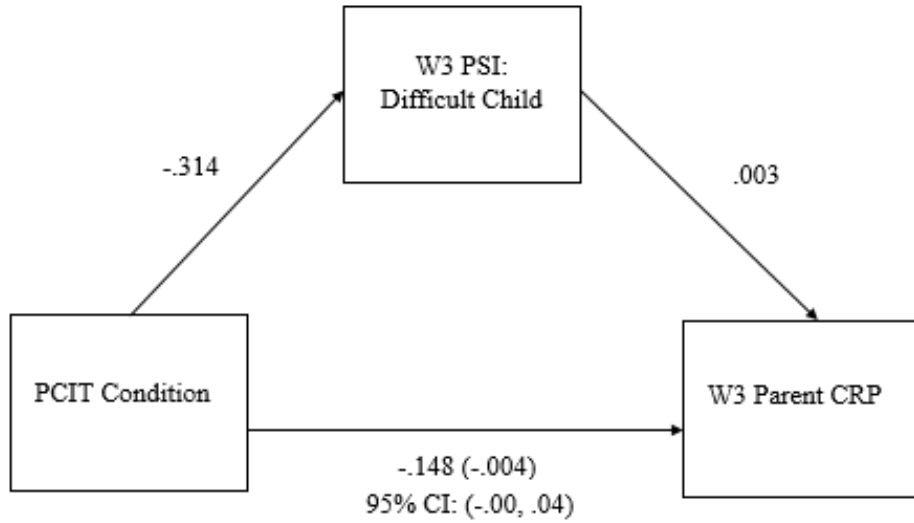 W3 PSI:
Difficult Child
-.314
.003
PCIT Condition
W3 Parent CRP
-.148 (-.004)
95% CI: (-.00, .04)